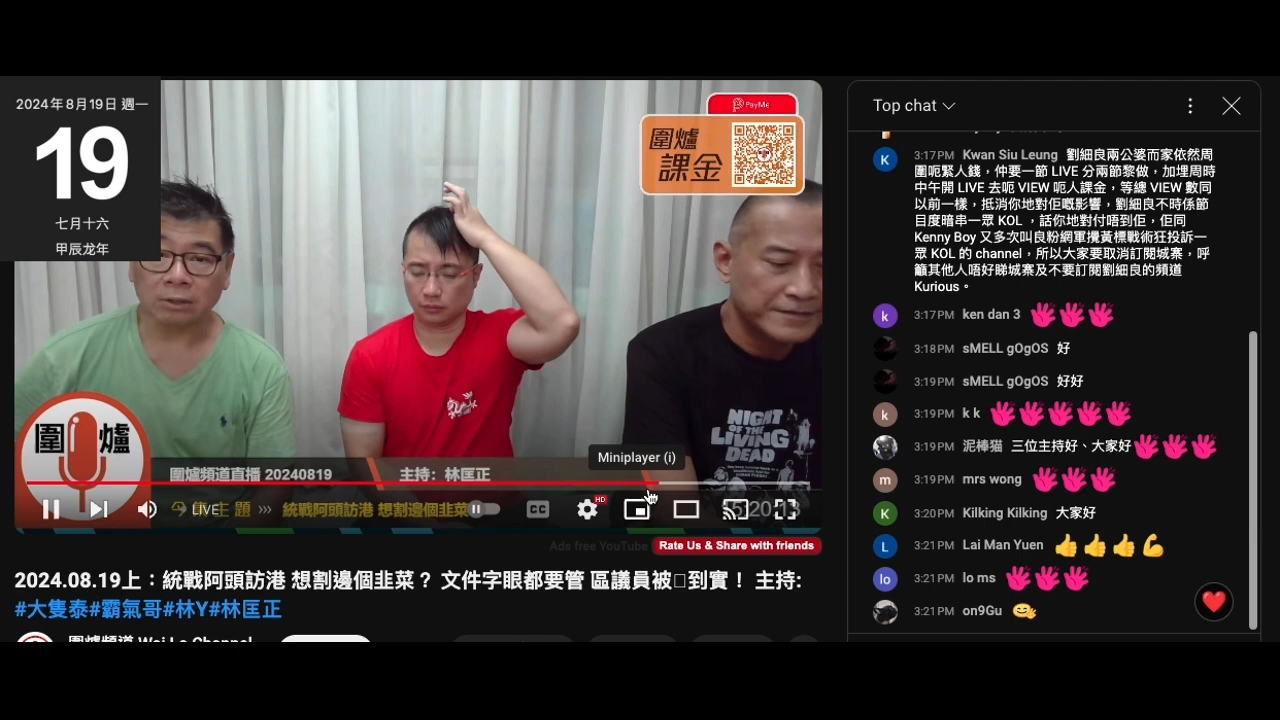 2024年8月19日 週一
19
七月十六
甲辰龙年
PayMe
圍爐
課金
NIGHT
OF THE
LIVING
DEAD
圍爐
圍爐頻道直播 20240819
主持：林匡正
Miniplayer (i)
LIVE
統戰阿頭訪港 想割邊個韭菜
CC
HD
Ads free YouTube
Rate Us & Share with friends
2024.08.19上：統戰阿頭訪港 想割邊個韭菜？ 文件字眼都要管 區議員被□到實！ 主持:
#大隻泰#霸氣哥#林Y#林匡正
圍爐頻道 Wei Lo Channel
Top chat
3:17PM Kwan Siu Leung 劉細良兩公婆而家依然周
圍呃緊人錢，仲要一節 LIVE 分兩節黎做，加埋周時
中午開 LIVE 去呃 VIEW 呃人課金，等總 VIEW 數同
以前一樣，抵消你地對佢嘅影響，劉細良不時係節
目度暗串一眾 KOL ，話你地對付唔到佢，佢同
Kenny Boy 又多次叫良粉網軍攪黃標戰術狂投訴一
眾 KOL 的 channel，所以大家要取消訂閱城寨，呼
籲其他人唔好睇城寨及不要訂閱劉細良的頻道
Kurious。
3:17PM ken dan 3
3:18PM sMELL gOgOS 好
3:19PM sMELL gOgOS 好好
3:19PM k k
3:19PM 泥棒猫 三位主持好、大家好
3:19PM mrs wong
3:20PM Kilking Kilking 大家好
3:21PM Lai Man Yuen
3:21PM lo ms
3:21PM on9Gu